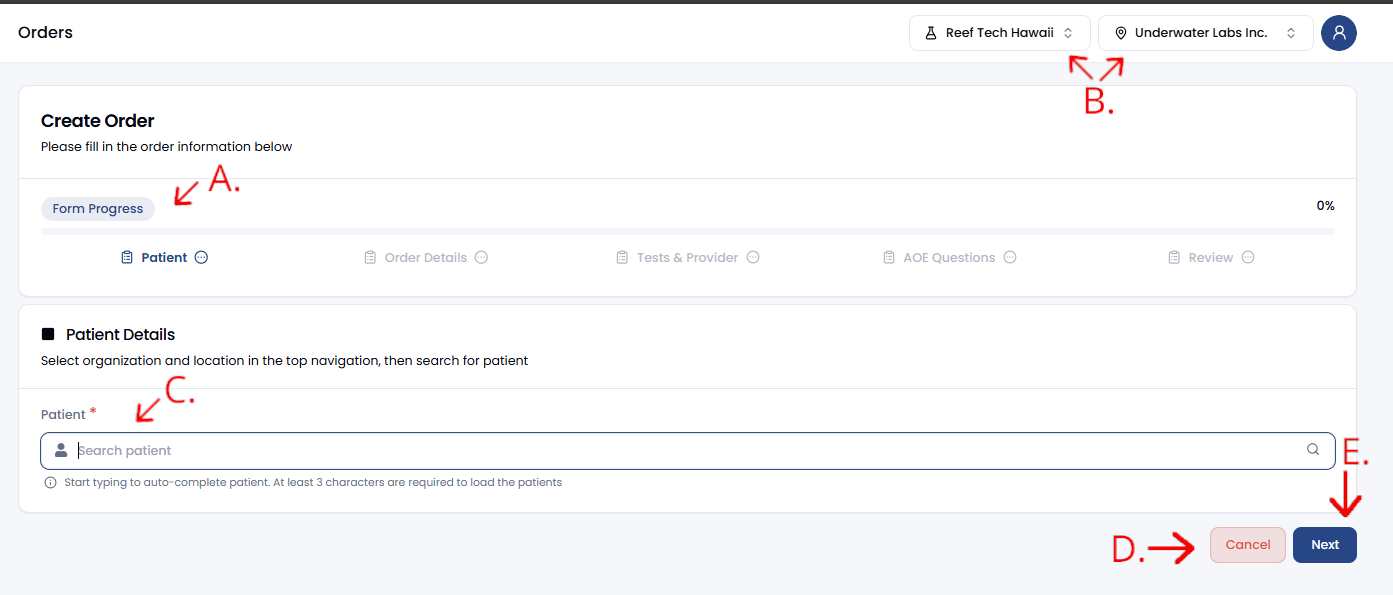 Orders
Reef Tech Hawaii
Underwater Labs Inc.
B.
Create Order
Please fill in the order information below
A.
Form Progress
0%
Patient
Order Details
Tests & Provider
AOE Questions
Review
Patient Details
Select organization and location in the top navigation, then search for patient
C.
Patient *
Search patient
E.
Start typing to auto-complete patient. At least 3 characters are required to load the patients
D.
Cancel
Next